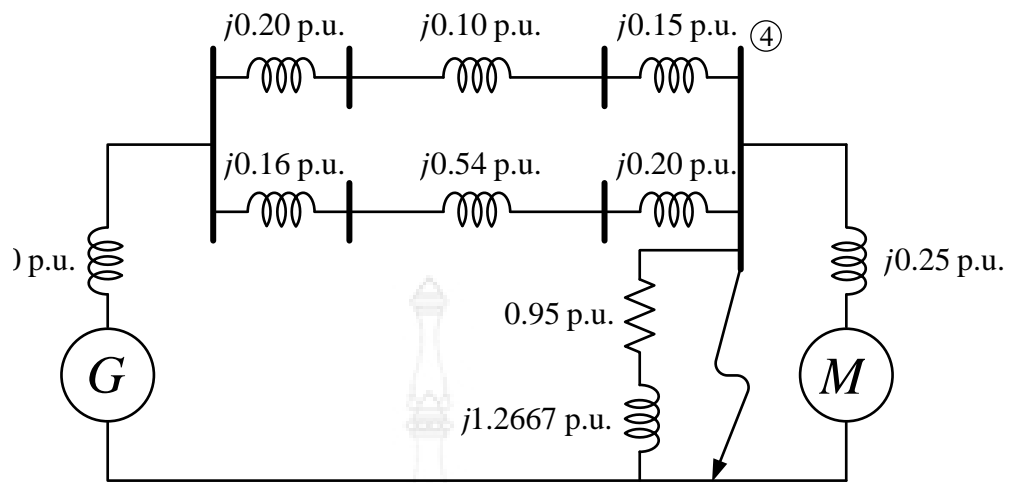 j0.20 p.u. j0.10 p.u. j0.15 p.u. ④
j0.16 p.u. j0.54 p.u. j0.20 p.u.
) p.u. j0.25 p.u.
0.95 p.u.
G M
j1.2667 p.u.